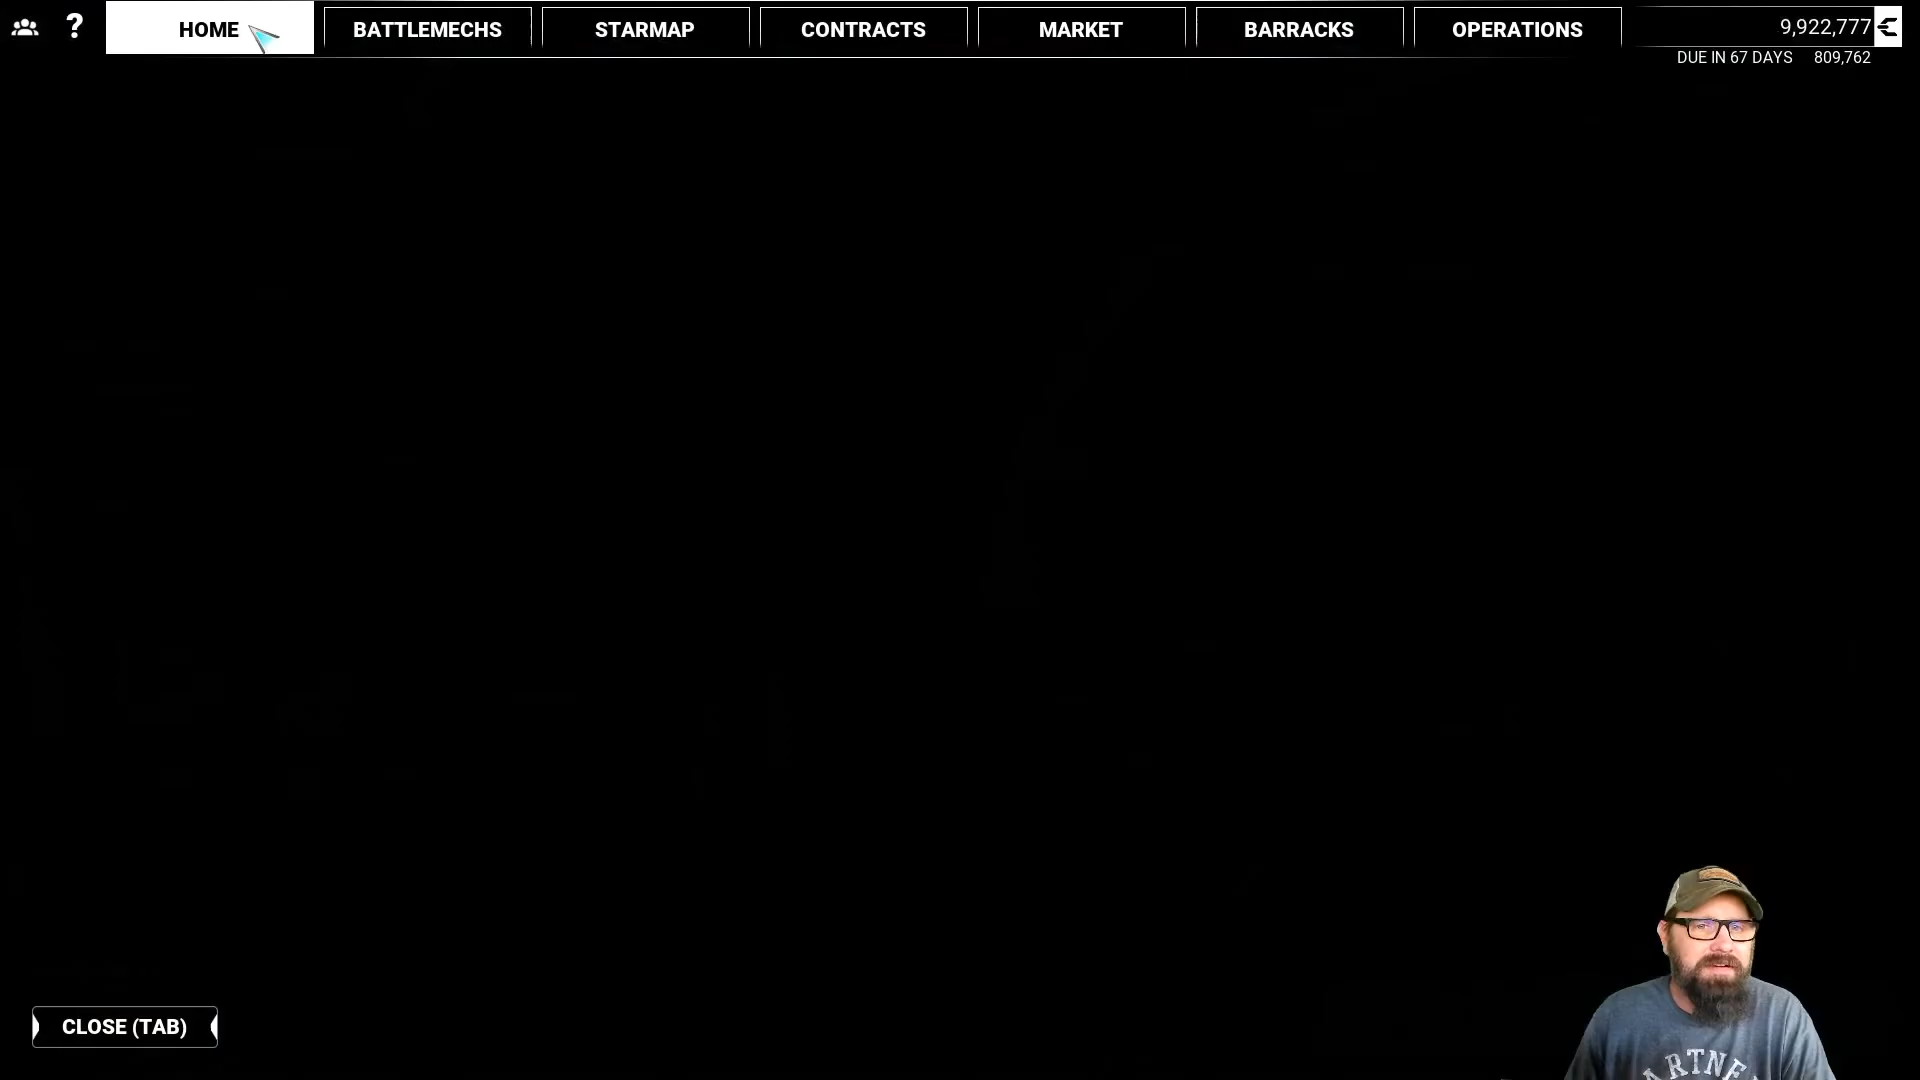 ?
HOME
BATTLEMECHS
STARMAP
CONTRACTS
MARKET
BARRACKS
OPERATIONS
9,922,777
DUE IN 67 DAYS 809,762
CLOSE (TAB)